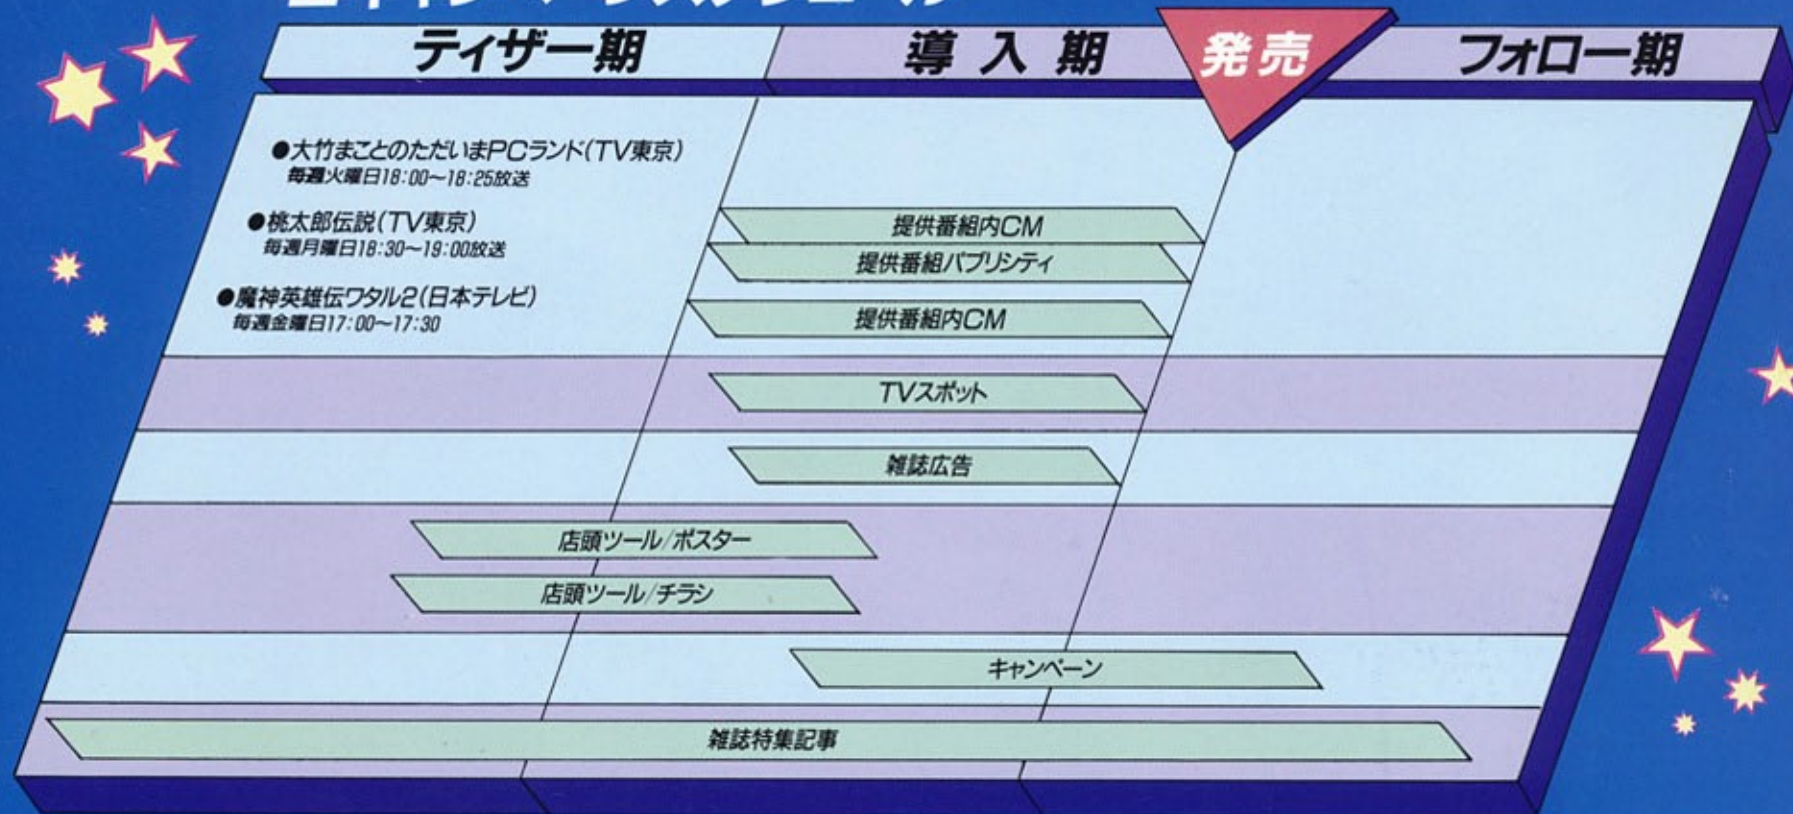 ティザー期
導入期
発売
フォロー期
●大竹まことのただいまPCランド(TV東京)
毎週火曜日18:00〜18:25放送
●桃太郎伝説(TV東京)
毎週月曜日18:30〜19:00放送
●魔神英雄伝ワタル2(日本テレビ)
毎週金曜日17:00〜17:30
提供番組内CM
提供番組パブリシティ
提供番組内CM
TVスポット
雑誌広告
店頭ツール/ポスター
店頭ツール/チラシ
キャンペーン
雑誌特集記事